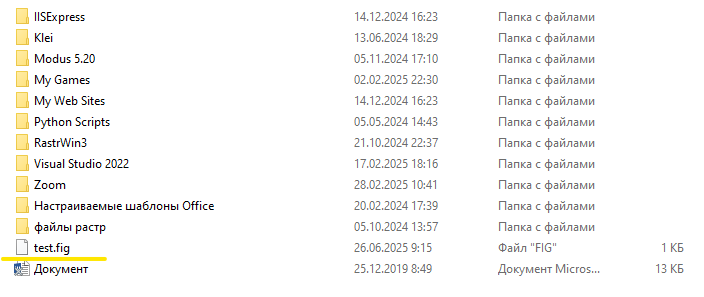 IISExpress 14.12.2024 16:23 Папка с файлами
Klei 13.06.2024 18:29 Папка с файлами
Modus 5.20 05.11.2024 17:10 Папка с файлами
My Games 02.02.2025 22:30 Папка с файлами
My Web Sites 14.12.2024 16:23 Папка с файлами
Python Scripts 05.05.2024 14:43 Папка с файлами
RastrWin3 21.10.2024 22:37 Папка с файлами
Visual Studio 2022 17.02.2025 18:16 Папка с файлами
Zoom 28.02.2025 10:41 Папка с файлами
Настраиваемые шаблоны Office 20.02.2024 17:39 Папка с файлами
файлы растр 05.10.2024 13:57 Папка с файлами
test.fig 26.06.2025 9:15 Файл "FIG" 1 КБ
Документ 25.12.2019 8:49 Документ Micros... 13 КБ